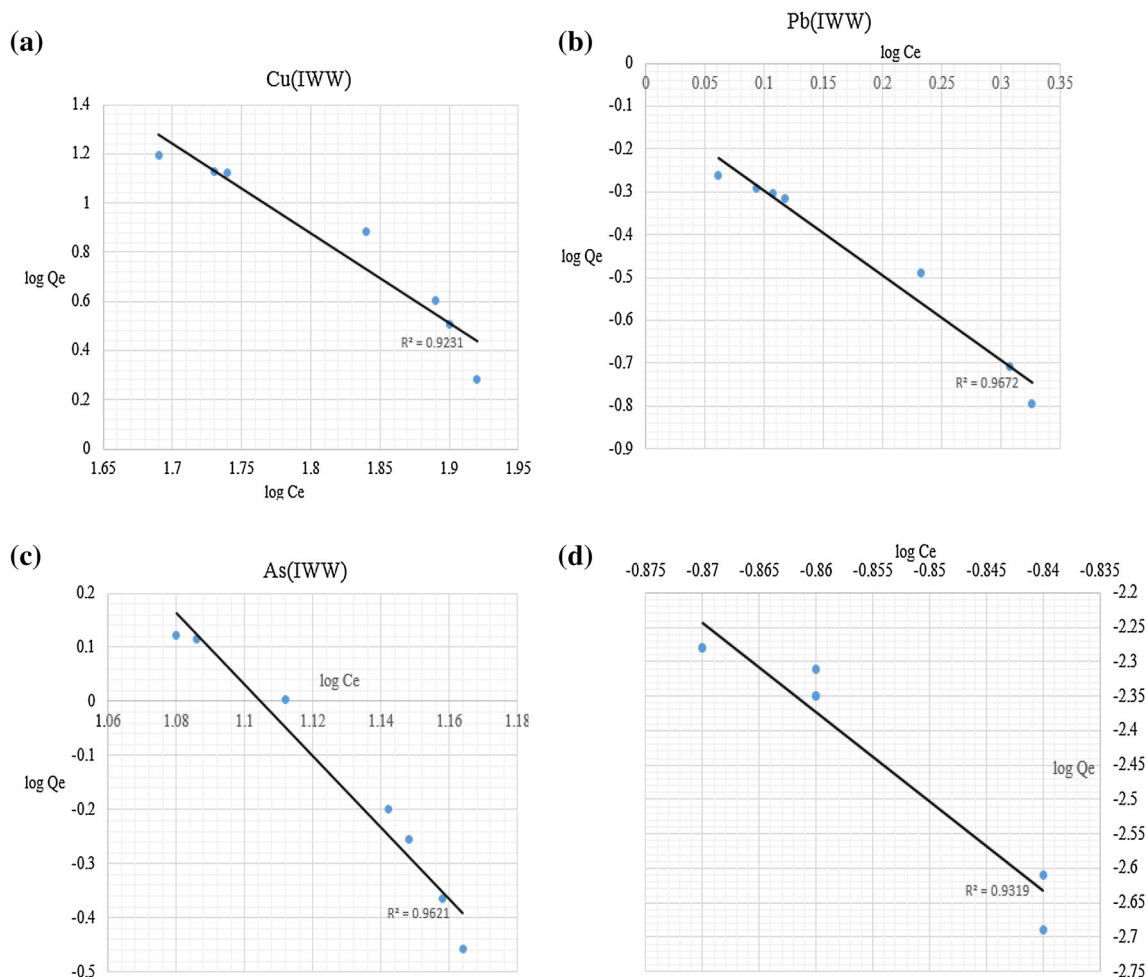 (a)
Cu(IWW)
1.4
1.2
1
0.8
0.6
0.4
0.2
0
log Qe
R² = 0.9231
1.65 1.7 1.75 1.8 1.85 1.9 1.95
log Ce
(b)
Pb(IWW)
log Ce
0 0.05 0.1 0.15 0.2 0.25 0.3 0.35
0
-0.1
-0.2
-0.3
-0.4
-0.5
-0.6
-0.7
-0.8
-0.9
log Qe
R² = 0.9672
(c)
As(IWW)
0.2
0.1
0
-0.1
-0.2
-0.3
-0.4
-0.5
log Ce
1.06 1.08 1.1 1.12 1.14 1.16 1.18
log Qe
R² = 0.9621
(d)
log Ce
-0.875 -0.87 -0.865 -0.86 -0.855 -0.85 -0.845 -0.84 -0.835
-2.2
-2.25
-2.3
-2.35
-2.4
-2.45
-2.5
-2.55
-2.6
-2.65
-2.7
-2.75
log Qe
R² = 0.9319